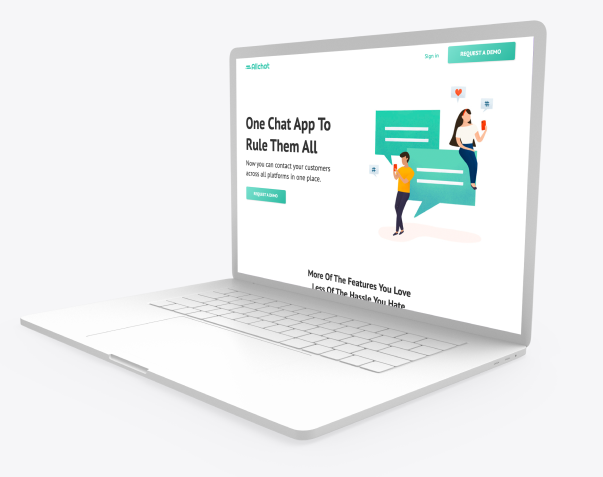 Allchat
Sign in
REQUEST A DEMO
One Chat App To
Rule Them All
Now you can contact your customers
across all platforms in one place.
REQUEST A DEMO
#
#
More Of The Features You Love
Less Of The Hassle You Hate